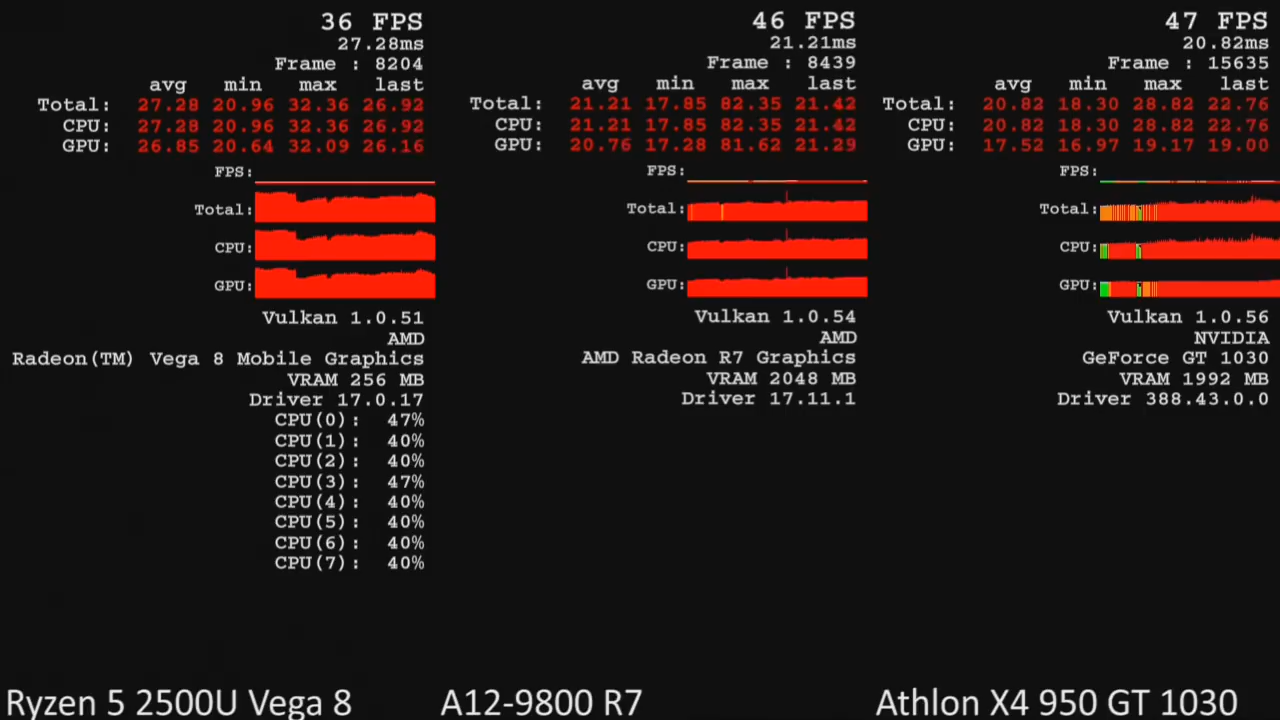 36 FPS
27.28ms
Frame : 8204
avg min max last
Total: 27.28 20.96 32.36 26.92
CPU: 27.28 20.96 32.36 26.92
GPU: 26.85 20.64 32.09 26.16
FPS:
Total:
CPU:
GPU:
Vulkan 1.0.51
AMD
Radeon(TM) Vega 8 Mobile Graphics
VRAM 256 MB
Driver 17.0.17
CPU(0): 47%
CPU(1): 40%
CPU(2): 40%
CPU(3): 47%
CPU(4): 40%
CPU(5): 40%
CPU(6): 40%
CPU(7): 40%
Ryzen 5 2500U Vega 8
46 FPS
21.21ms
Frame : 8439
avg min max last
Total: 21.21 17.85 82.35 21.42
CPU: 21.21 17.85 82.35 21.42
GPU: 20.76 17.28 81.62 21.29
FPS:
Total:
CPU:
GPU:
Vulkan 1.0.54
AMD
AMD Radeon R7 Graphics
VRAM 2048 MB
Driver 17.11.1
A12-9800 R7
47 FPS
20.82ms
Frame : 15635
avg min max last
Total: 20.82 18.30 28.82 22.76
CPU: 20.82 18.30 28.82 22.76
GPU: 17.52 16.97 19.17 19.00
FPS:
Total:
CPU:
GPU:
Vulkan 1.0.56
NVIDIA
GeForce GT 1030
VRAM 1992 MB
Driver 388.43.0.0
Athlon X4 950 GT 1030